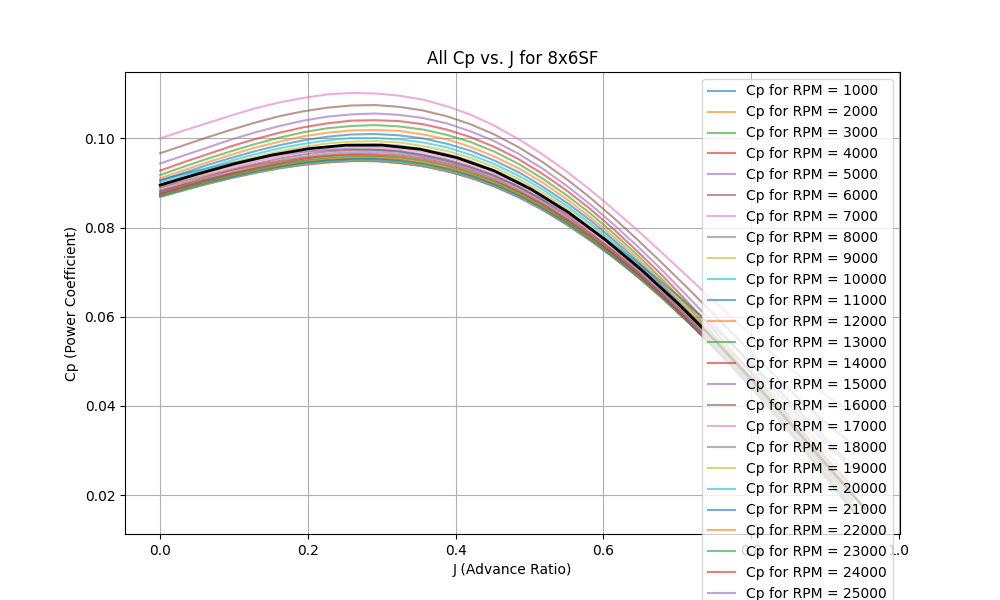 All Cp vs. J for 8x6SF
Cp (Power Coefficient)
0.10
0.08
0.06
0.04
0.02
0.0
0.2
0.4
0.6
1.0
J (Advance Ratio)
Cp for RPM = 1000
Cp for RPM = 2000
Cp for RPM = 3000
Cp for RPM = 4000
Cp for RPM = 5000
Cp for RPM = 6000
Cp for RPM = 7000
Cp for RPM = 8000
Cp for RPM = 9000
Cp for RPM = 10000
Cp for RPM = 11000
Cp for RPM = 12000
Cp for RPM = 13000
Cp for RPM = 14000
Cp for RPM = 15000
Cp for RPM = 16000
Cp for RPM = 17000
Cp for RPM = 18000
Cp for RPM = 19000
Cp for RPM = 20000
Cp for RPM = 21000
Cp for RPM = 22000
Cp for RPM = 23000
Cp for RPM = 24000
Cp for RPM = 25000